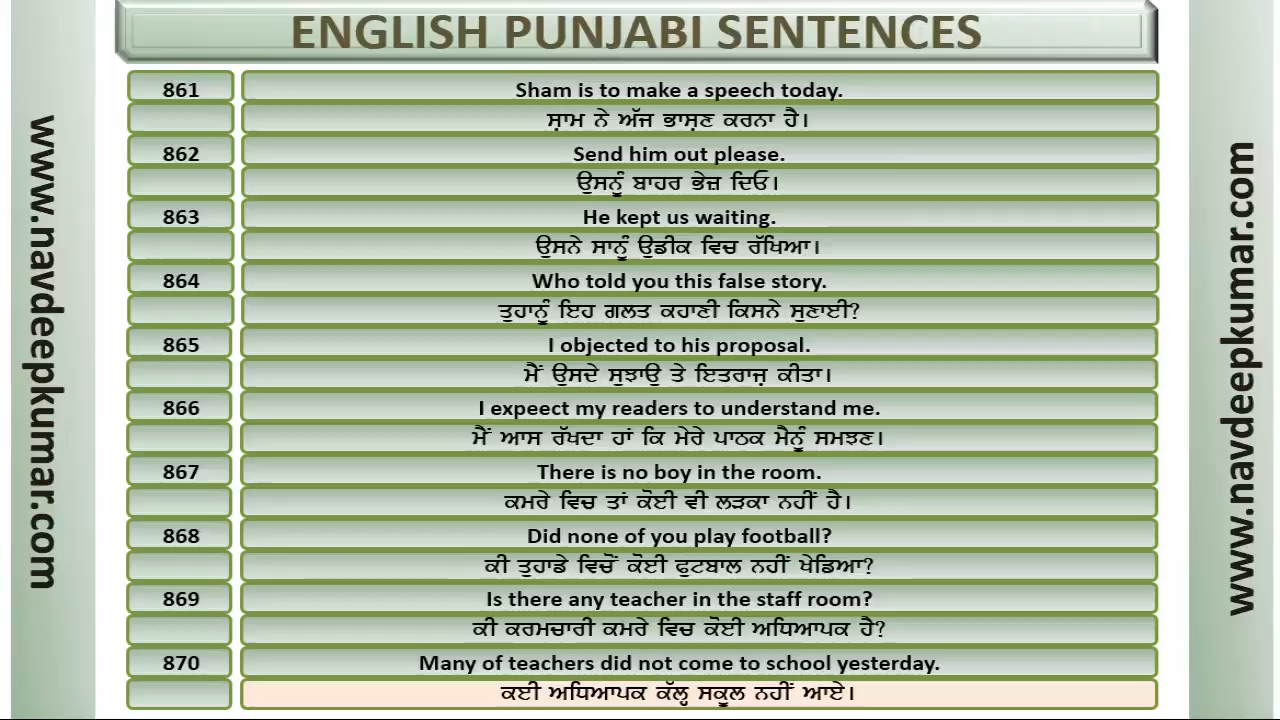 ENGLISH PUNJABI SENTENCES
861 Sham is to make a speech today.
ਸ਼ਾਮ ਨੇ ਅੱਜ ਭਾਸ਼ਣ ਕਰਨਾ ਹੈ।
862 Send him out please.
ਉਸਨੂੰ ਬਾਹਰ ਭੇਜ਼ ਦਿਓ।
863 He kept us waiting.
ਉਸਨੇ ਸਾਨੂੰ ਉਡੀਕ ਵਿਚ ਰੱਖਿਆ।
864 Who told you this false story.
ਤੁਹਾਨੂੰ ਇਹ ਗਲਤ ਕਹਾਣੀ ਕਿਸਨੇ ਸੁਣਾਈ?
865 I objected to his proposal.
ਮੈਂ ਉਸਦੇ ਸੁਝਾਉ ਤੇ ਇਤਰਾਜ਼ ਕੀਤਾ।
866 I expeect my readers to understand me.
ਮੈਂ ਆਸ ਰੱਖਦਾ ਹਾਂ ਕਿ ਮੇਰੇ ਪਾਠਕ ਮੈਨੂੰ ਸਮਝਣ।
867 There is no boy in the room.
ਕਮਰੇ ਵਿਚ ਤਾਂ ਕੋਈ ਵੀ ਲੜਕਾ ਨਹੀਂ ਹੈ।
868 Did none of you play football?
ਕੀ ਤੁਹਾਡੇ ਵਿਚੋਂ ਕੋਈ ਫੁਟਬਾਲ ਨਹੀਂ ਖੇਡਿਆ?
869 Is there any teacher in the staff room?
ਕੀ ਕਰਮਚਾਰੀ ਕਮਰੇ ਵਿਚ ਕੋਈ ਅਧਿਆਪਕ ਹੈ?
870 Many of teachers did not come to school yesterday.
ਕਈ ਅਧਿਆਪਕ ਕੱਲ੍ਹ ਸਕੂਲ ਨਹੀਂ ਆਏ।
www.navdeepkumar.com
www.navdeepkumar.com